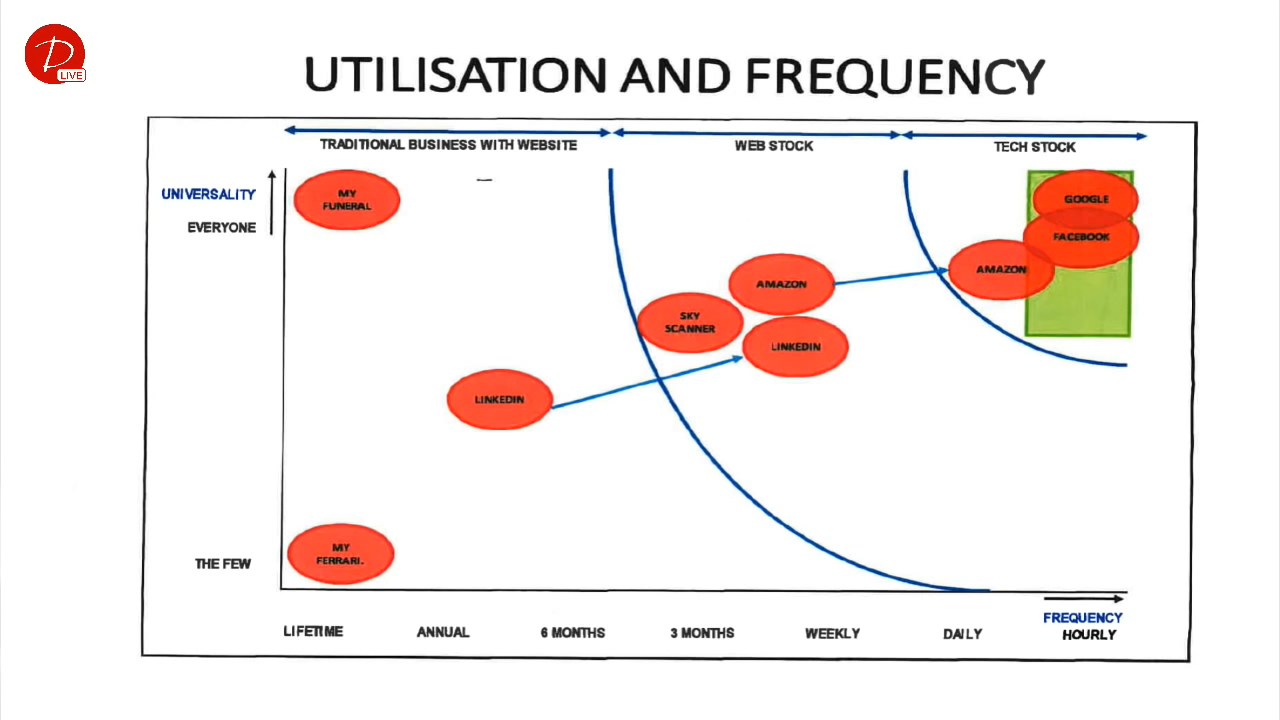 D
LIVE
UTILISATION AND FREQUENCY
TRADITIONAL BUSINESS WITH WEBSITE
WEB STOCK
TECH STOCK
UNIVERSALITY
EVERYONE
MY
FUNERAL
GOOGLE
FACEBOOK
AMAZON
AMAZON
SKY
SCANNER
LINKEDIN
LINKEDIN
MY
FERRARI.
THE FEW
FREQUENCY
LIFETIME
ANNUAL
6 MONTHS
3 MONTHS
WEEKLY
DAILY
HOURLY